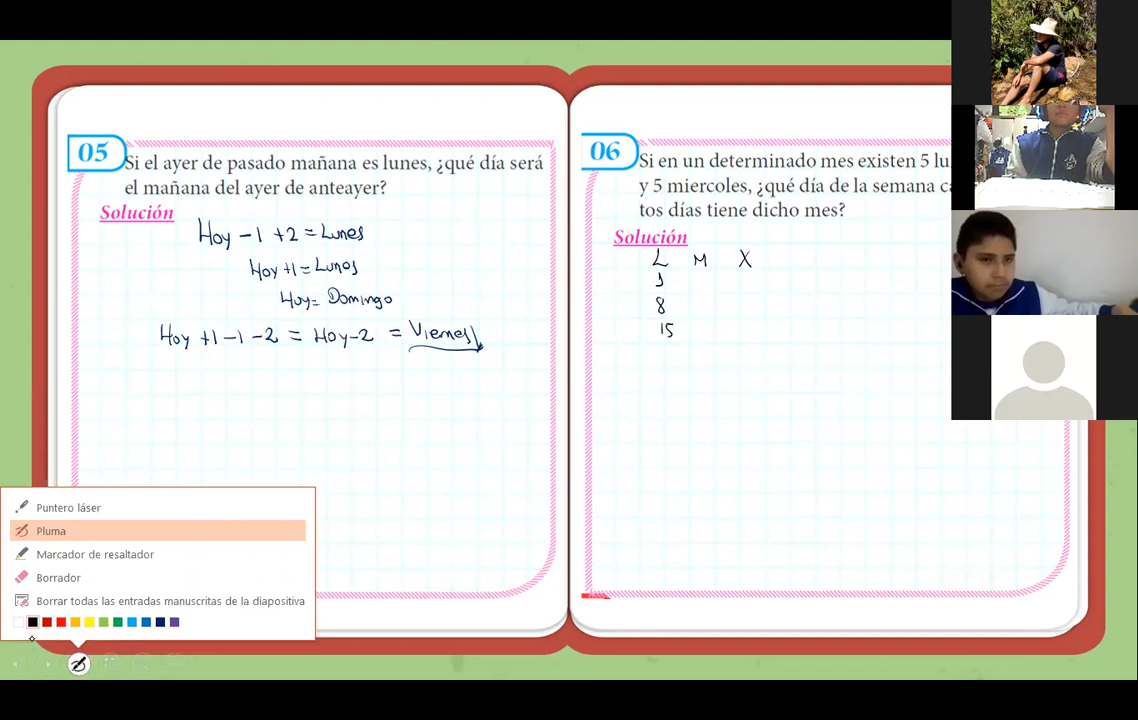 05
Si el ayer de pasado mañana es lunes, ¿qué día será
el mañana del ayer de anteayer?
Solución
Hoy -1 +2 = Lunes
Hoy +1 = Lunes
Hoy = Domingo
Hoy +1 -1 -2 = Hoy -2 = Viernes
06
Si en un determinado mes existen 5 lu
y 5 miercoles, ¿qué día de la semana ca
tos días tiene dicho mes?
Solución
L M X
1
8
15
Puntero láser
Pluma
Marcador de resaltador
Borrador
Borrar todas las entradas manuscritas de la diapositiva